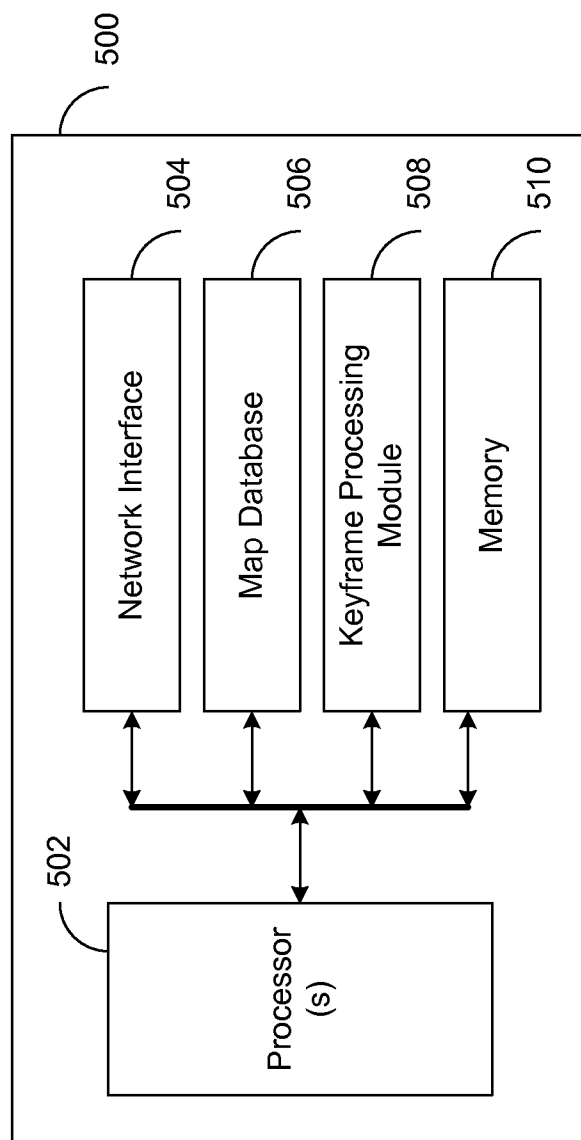 500
502
Processor
(s)
Network Interface
504
Map Database
506
Keyframe Processing
Module
508
Memory
510